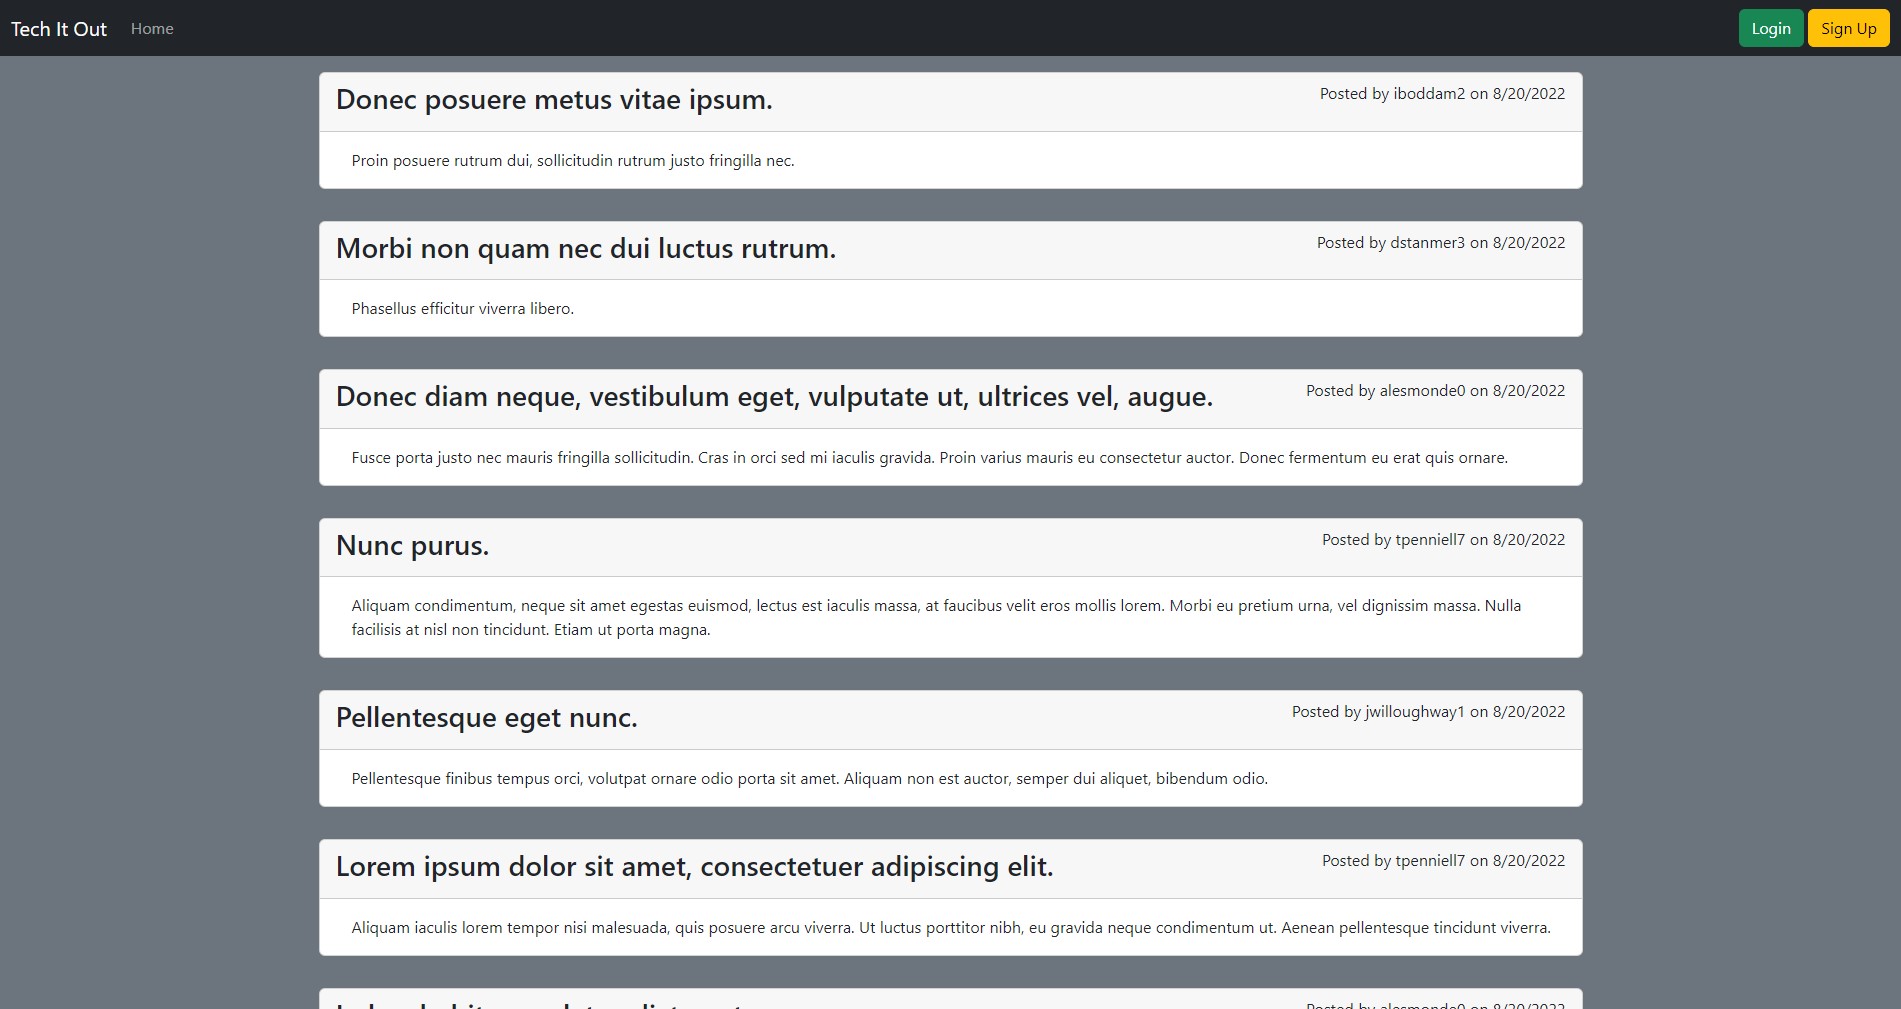 Tech It Out Home Login Sign Up
Donec posuere metus vitae ipsum. Posted by iboddam2 on 8/20/2022
Proin posuere rutrum dui, sollicitudin rutrum justo fringilla nec.
Morbi non quam nec dui luctus rutrum. Posted by dstanmer3 on 8/20/2022
Phasellus efficitur viverra libero.
Donec diam neque, vestibulum eget, vulputate ut, ultrices vel, augue. Posted by alesmonde0 on 8/20/2022
Fusce porta justo nec mauris fringilla sollicitudin. Cras in orci sed mi iaculis gravida. Proin varius mauris eu consectetur auctor. Donec fermentum eu erat quis ornare.
Nunc purus. Posted by tpenniell7 on 8/20/2022
Aliquam condimentum, neque sit amet egestas euismod, lectus est iaculis massa, at faucibus velit eros mollis lorem. Morbi eu pretium urna, vel dignissim massa. Nulla
facilisis at nisl non tincidunt. Etiam ut porta magna.
Pellentesque eget nunc. Posted by jwilloughway1 on 8/20/2022
Pellentesque finibus tempus orci, volutpat ornare odio porta sit amet. Aliquam non est auctor, semper dui aliquet, bibendum odio.
Lorem ipsum dolor sit amet, consectetuer adipiscing elit. Posted by tpenniell7 on 8/20/2022
Aliquam iaculis lorem tempor nisi malesuada, quis posuere arcu viverra. Ut luctus porttitor nibh, eu gravida neque condimentum ut. Aenean pellentesque tincidunt viverra.
Posted by alesmonde0 on 8/20/2022